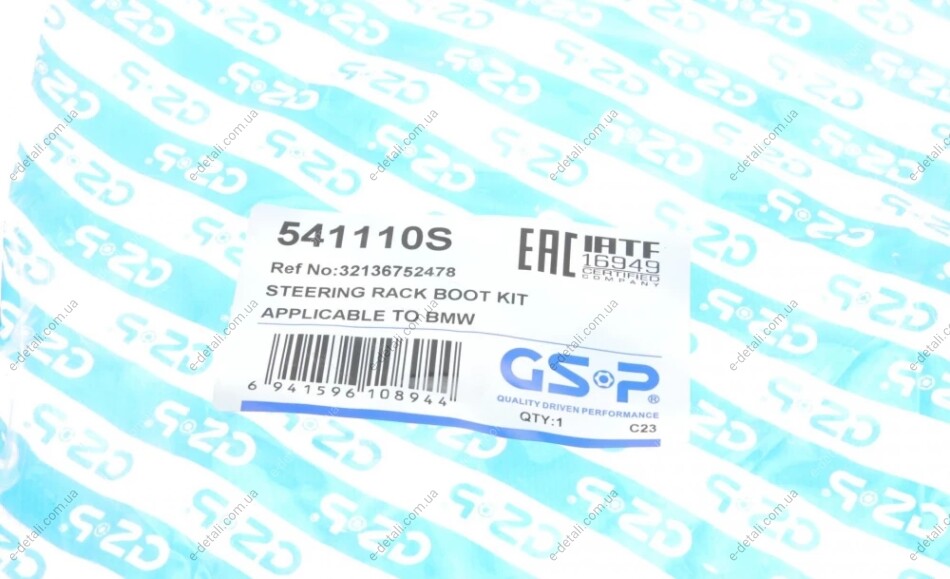 541110S
EAC
IATF
16949
CERTIFIED
COMPANY
Ref No:32136752478
STEERING RACK BOOT KIT
APPLICABLE TO BMW
6 941596 108944
GSP®
QUALITY DRIVEN PERFORMANCE
QTY:1
C23
e-detali.com.ua